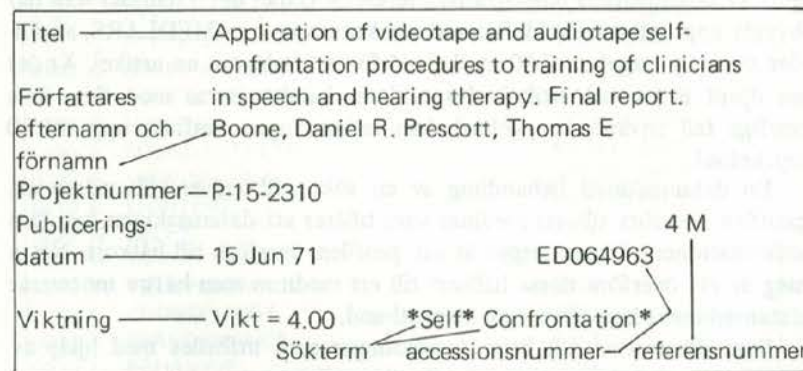 Titel Application of videotape and audiotape self-
confrontation procedures to training of clinicians
Författares in speech and hearing therapy. Final report.
efternamn och Boone, Daniel R. Prescott, Thomas E
förnamn
Projektnummer P-15-2310
Publicerings-
datum 15 Jun 71 ED064963 4 M
Viktning Vikt = 4.00 *Self* Confrontation*
Sökterm accessionsnummer referensnummer